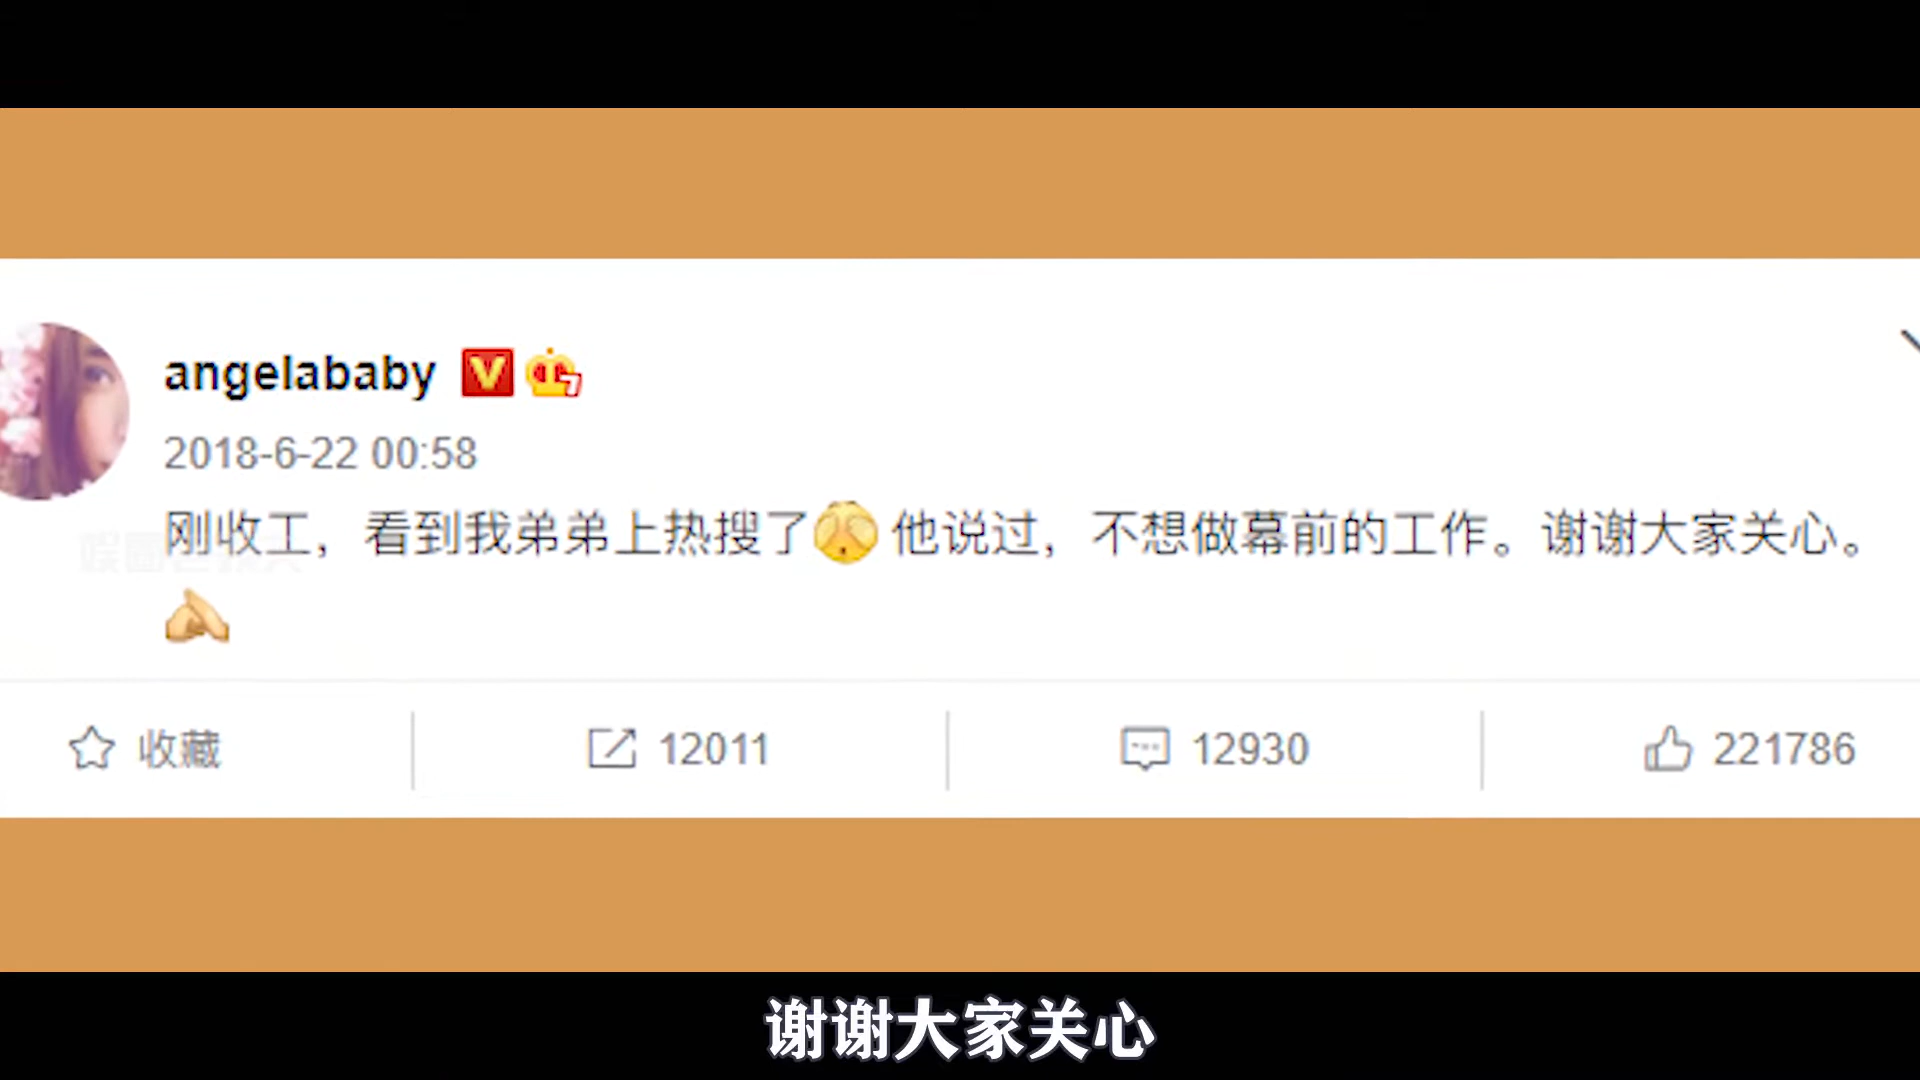 angelababy
2018-6-22 00:58
刚收工，看到我弟弟上热搜了 他说过，不想做幕前的工作。谢谢大家关心。
收藏
12011
12930
221786
谢谢大家关心